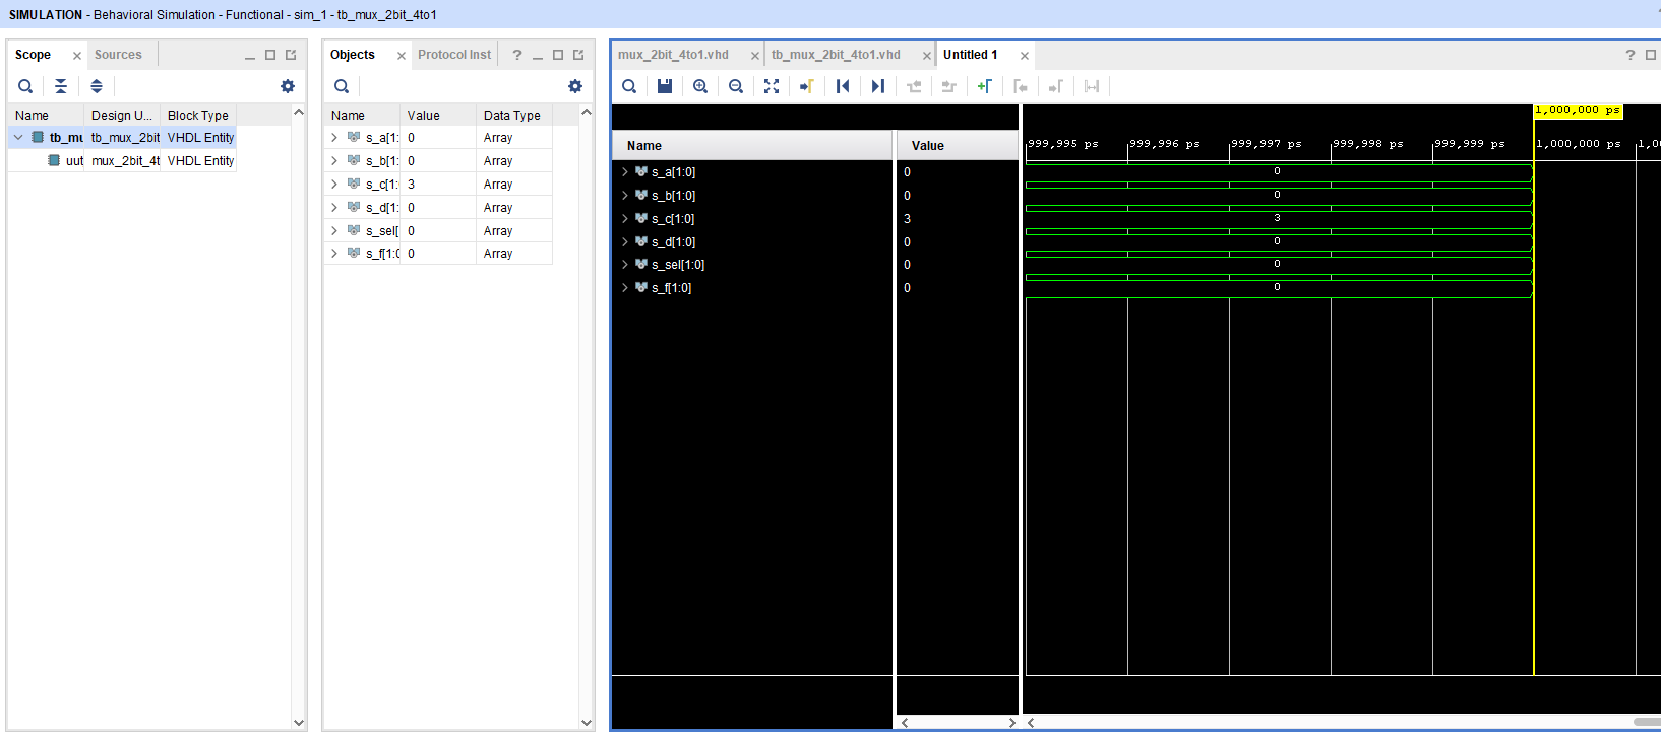 SIMULATION - Behavioral Simulation - Functional - sim_1 - tb_mux_2bit_4to1
Scope
Sources
Name Design U... Block Type
tb_mu tb_mux_2bit VHDL Entity
uut mux_2bit_4t VHDL Entity
Objects
Protocol Inst
?
Name Value Data Type
s_a[1: 0 Array
s_b[1: 0 Array
s_c[1: 3 Array
s_d[1: 0 Array
s_sel[ 0 Array
s_f[1:0 0 Array
mux_2bit_4to1.vhd
tb_mux_2bit_4to1.vhd
Untitled 1
?
1,000,000 ps
Name Value
999,995 ps 999,996 ps 999,997 ps 999,998 ps 999,999 ps 1,000,000 ps 1,0
s_a[1:0] 0 0
s_b[1:0] 0 0
s_c[1:0] 3 3
s_d[1:0] 0 0
s_sel[1:0] 0 0
s_f[1:0] 0 0